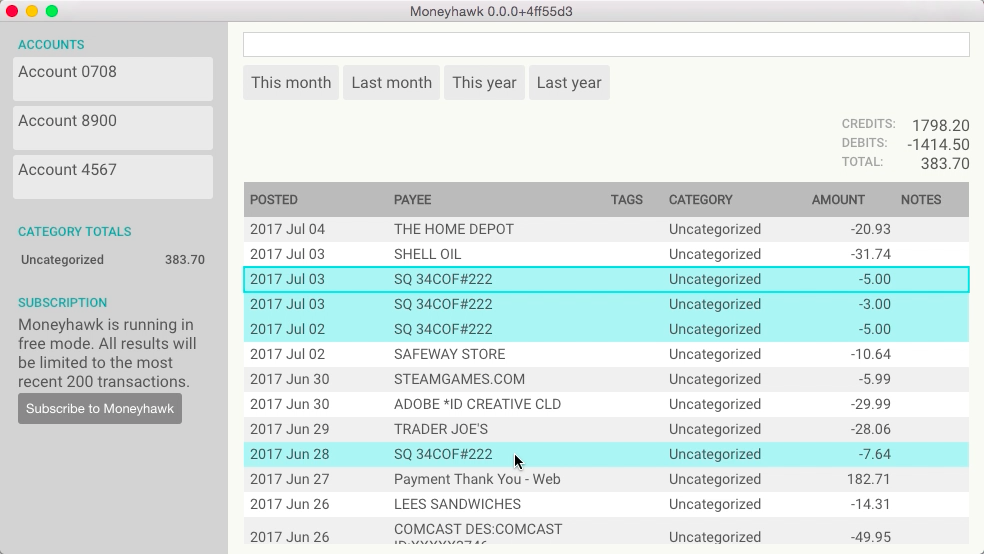 Moneyhawk 0.0.0+4ff55d3
ACCOUNTS
Account 0708
Account 8900
Account 4567
CATEGORY TOTALS
Uncategorized 383.70
SUBSCRIPTION
Moneyhawk is running in
free mode. All results will
be limited to the most
recent 200 transactions.
Subscribe to Moneyhawk
This month Last month This year Last year
CREDITS: 1798.20
DEBITS: -1414.50
TOTAL: 383.70
POSTED PAYEE TAGS CATEGORY AMOUNT NOTES
2017 Jul 04 THE HOME DEPOT Uncategorized -20.93
2017 Jul 03 SHELL OIL Uncategorized -31.74
2017 Jul 03 SQ 34COF#222 Uncategorized -5.00
2017 Jul 03 SQ 34COF#222 Uncategorized -3.00
2017 Jul 02 SQ 34COF#222 Uncategorized -5.00
2017 Jul 02 SAFEWAY STORE Uncategorized -10.64
2017 Jun 30 STEAMGAMES.COM Uncategorized -5.99
2017 Jun 30 ADOBE *ID CREATIVE CLD Uncategorized -29.99
2017 Jun 29 TRADER JOE'S Uncategorized -28.06
2017 Jun 28 SQ 34COF#222 Uncategorized -7.64
2017 Jun 27 Payment Thank You - Web Uncategorized 182.71
2017 Jun 26 LEES SANDWICHES Uncategorized -14.31
2017 Jun 26 COMCAST DES:COMCAST Uncategorized -49.95